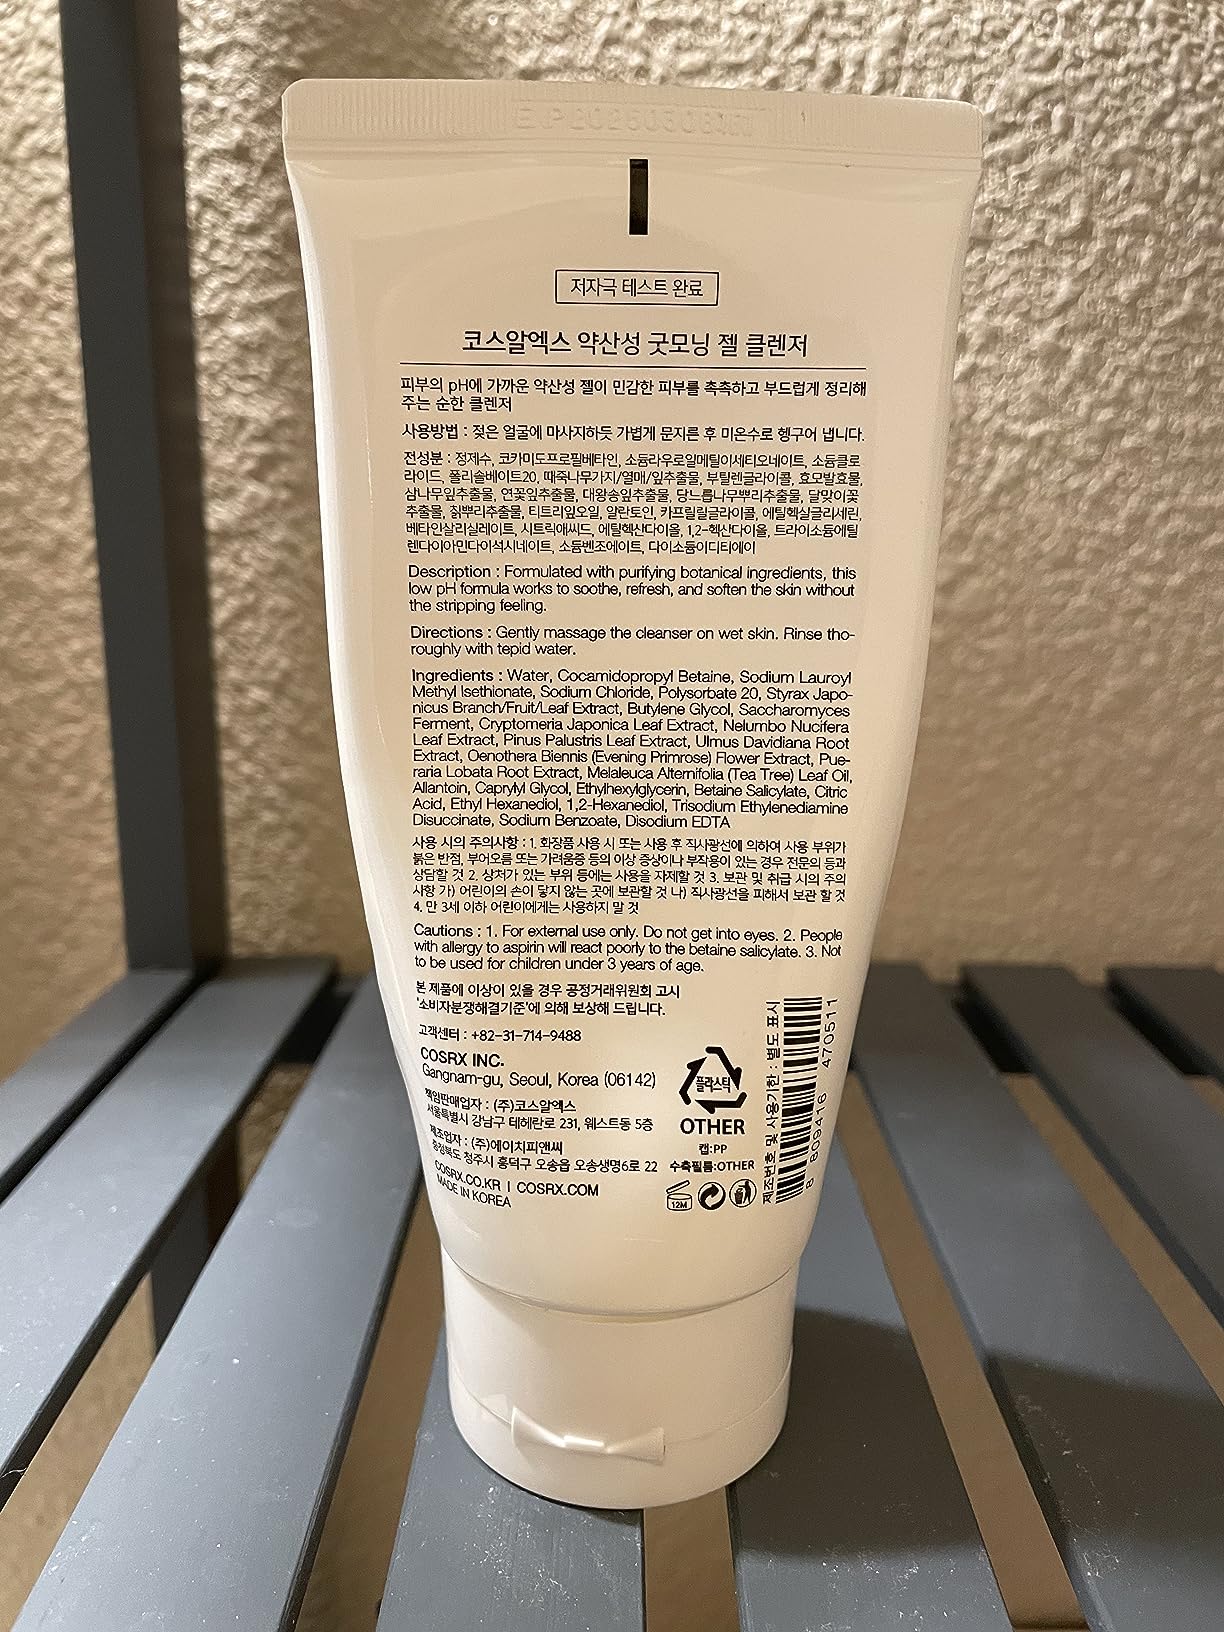 저자극 테스트 완료
코스알엑스 약산성 굿모닝 젤 클렌저
피부의 pH에 가까운 약산성 젤이 민감한 피부를 촉촉하고 부드럽게 정리해
주는 순한 클렌저
사용방법 : 젖은 얼굴에 마사지하듯 가볍게 문지른 후 미온수로 헹구어 냅니다.
전성분 : 정제수, 코카미도프로필베타인, 소듐라우로일메틸이세티오네이트, 소듐클로
라이드, 폴리솔베이트20, 때죽나무가지/열매/잎추출물, 부틸렌글라이콜, 효모발효물,
삼나무잎추출물, 연꽃잎추출물, 대왕송잎추출물, 당느릅나무뿌리추출물, 달맞이꽃
추출물, 칡뿌리추출물, 티트리잎오일, 알란토인, 카프릴릴글라이콜, 에틸헥실글리세린,
베타인살리실레이트, 시트릭애씨드, 에틸헥산다이올, 1,2-헥산다이올, 트라이소듐에틸
렌다이아민다이석시네이트, 소듐벤조에이트, 다이소듐이디티에이
Description : Formulated with purifying botanical ingredients, this
low pH formula works to soothe, refresh, and soften the skin without
the stripping feeling.
Directions : Gently massage the cleanser on wet skin. Rinse tho-
roughly with tepid water.
Ingredients : Water, Cocamidopropyl Betaine, Sodium Lauroyl
Methyl Isethionate, Sodium Chloride, Polysorbate 20, Styrax Japo-
nicus Branch/Fruit/Leaf Extract, Butylene Glycol, Saccharomyces
Ferment, Cryptomeria Japonica Leaf Extract, Nelumbo Nucifera
Leaf Extract, Pinus Palustris Leaf Extract, Ulmus Davidiana Root
Extract, Oenothera Biennis (Evening Primrose) Flower Extract, Pue-
raria Lobata Root Extract, Melaleuca Alternifolia (Tea Tree) Leaf Oil,
Allantoin, Caprylyl Glycol, Ethylhexylglycerin, Betaine Salicylate, Citric
Acid, Ethyl Hexanediol, 1,2-Hexanediol, Trisodium Ethylenediamine
Disuccinate, Sodium Benzoate, Disodium EDTA
사용 시의 주의사항 : 1. 화장품 사용 시 또는 사용 후 직사광선에 의하여 사용 부위가
붉은 반점, 부어오름 또는 가려움증 등의 이상 증상이나 부작용이 있는 경우 전문의 등과
상담할 것 2. 상처가 있는 부위 등에는 사용을 자제할 것 3. 보관 및 취급 시의 주의
사항 가) 어린이의 손이 닿지 않는 곳에 보관할 것 나) 직사광선을 피해서 보관 할 것
4. 만 3세 이하 어린이에게는 사용하지 말 것
Cautions : 1. For external use only. Do not get into eyes. 2. People
with allergy to aspirin will react poorly to the betaine salicylate. 3. Not
to be used for children under 3 years of age.
본 제품에 이상이 있을 경우 공정거래위원회 고시
'소비자분쟁해결기준'에 의해 보상해 드립니다.
고객센터 : +82-31-714-9488
COSRX INC.
Gangnam-gu, Seoul, Korea (06142)
책임판매업자 : (주)코스알엑스
서울특별시 강남구 테헤란로 231, 웨스트동 5층
제조업자 : (주)에이치피앤씨
충청북도 청주시 흥덕구 오송읍 오송생명6로 22
COSRX.CO.KR | COSRX.COM
MADE IN KOREA
플라스틱
OTHER
캡:PP
수축필름:OTHER
12M
제조번호 및 사용기한 : 별도 표시
8 809416 470511